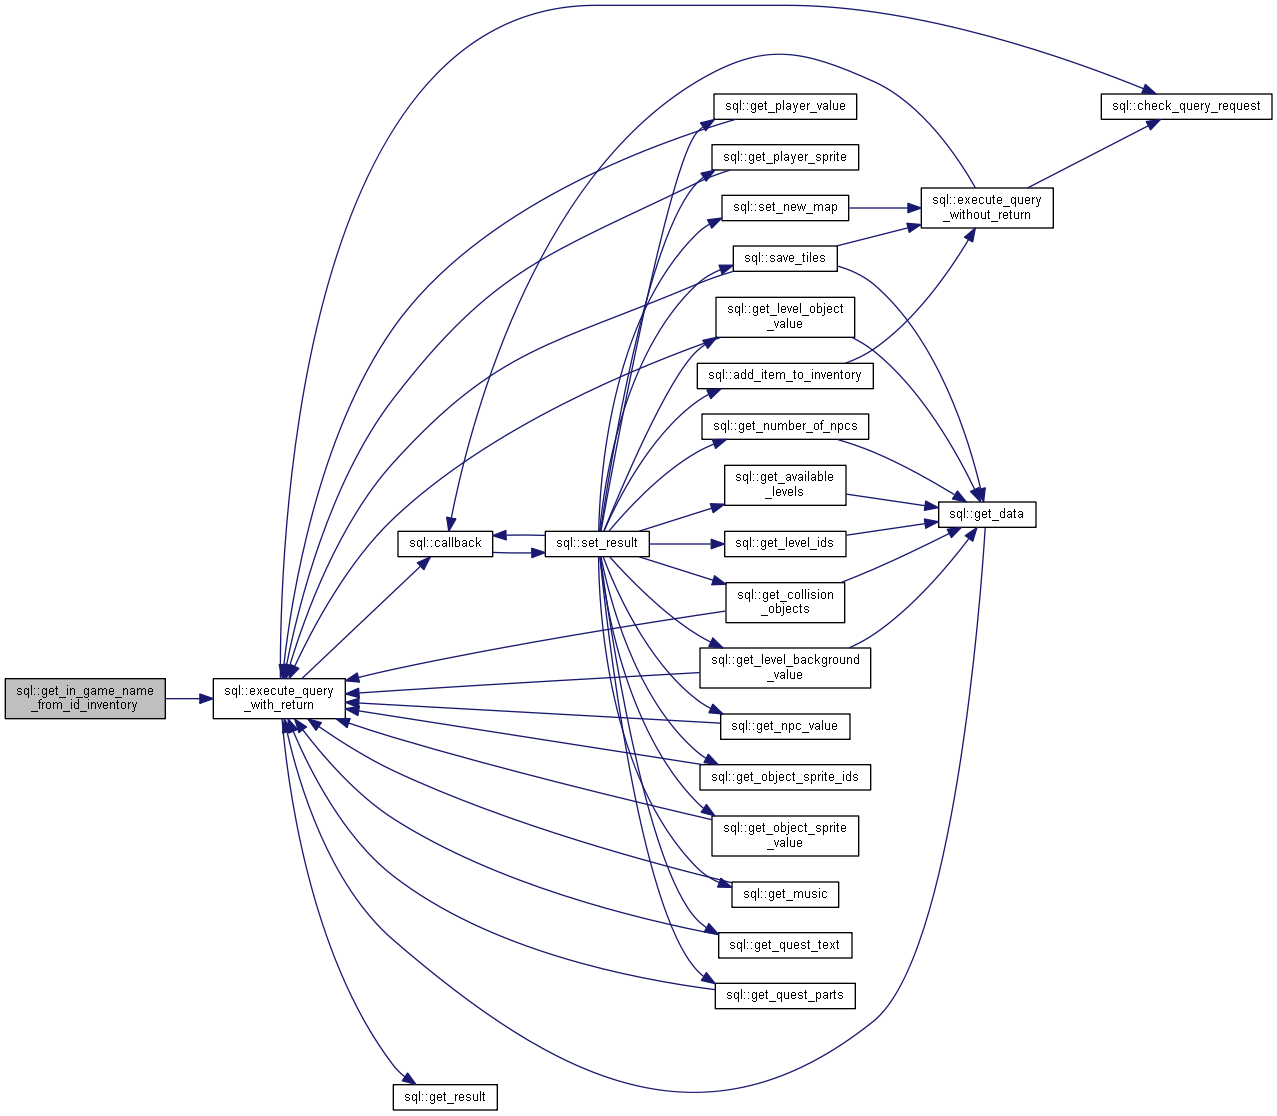 sql::get_player_value
sql::check_query_request
sql::get_player_sprite
sql::set_new_map
sql::execute_query
_without_return
sql::save_tiles
sql::get_level_object
_value
sql::add_item_to_inventory
sql::get_number_of_npcs
sql::get_available
_levels
sql::get_data
sql::callback
sql::set_result
sql::get_level_ids
sql::get_collision
_objects
sql::get_level_background
_value
sql::get_in_game_name
_from_id_inventory
sql::execute_query
_with_return
sql::get_npc_value
sql::get_object_sprite_ids
sql::get_object_sprite
_value
sql::get_music
sql::get_quest_text
sql::get_quest_parts
sql::get_result